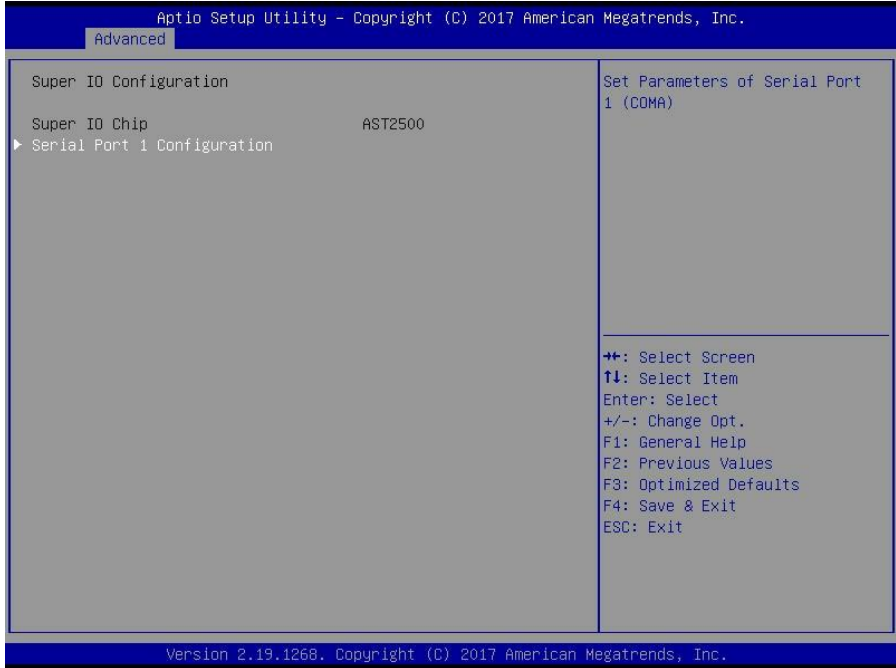 Aptio Setup Utility – Copyright (C) 2017 American Megatrends, Inc.
Advanced
Super IO Configuration
Super IO Chip AST2500
▶ Serial Port 1 Configuration
Set Parameters of Serial Port
1 (COMA)
→←: Select Screen
↑↓: Select Item
Enter: Select
+/-: Change Opt.
F1: General Help
F2: Previous Values
F3: Optimized Defaults
F4: Save & Exit
ESC: Exit
Version 2.19.1268. Copyright (C) 2017 American Megatrends, Inc.